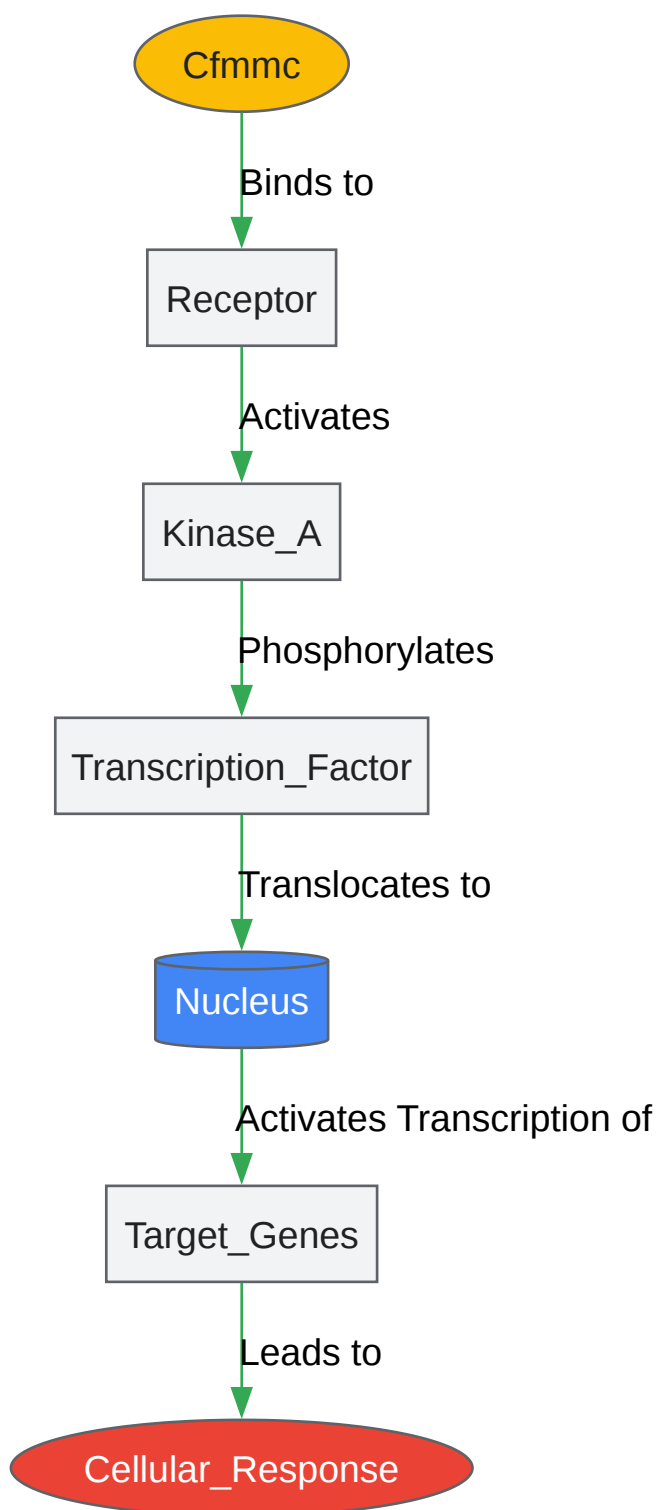 Cfmmc
Binds to
Receptor
Activates
Kinase_A
Phosphorylates
Transcription_Factor
Translocates to
Nucleus
Activates Transcription of
Target_Genes
Leads to
Cellular_Response